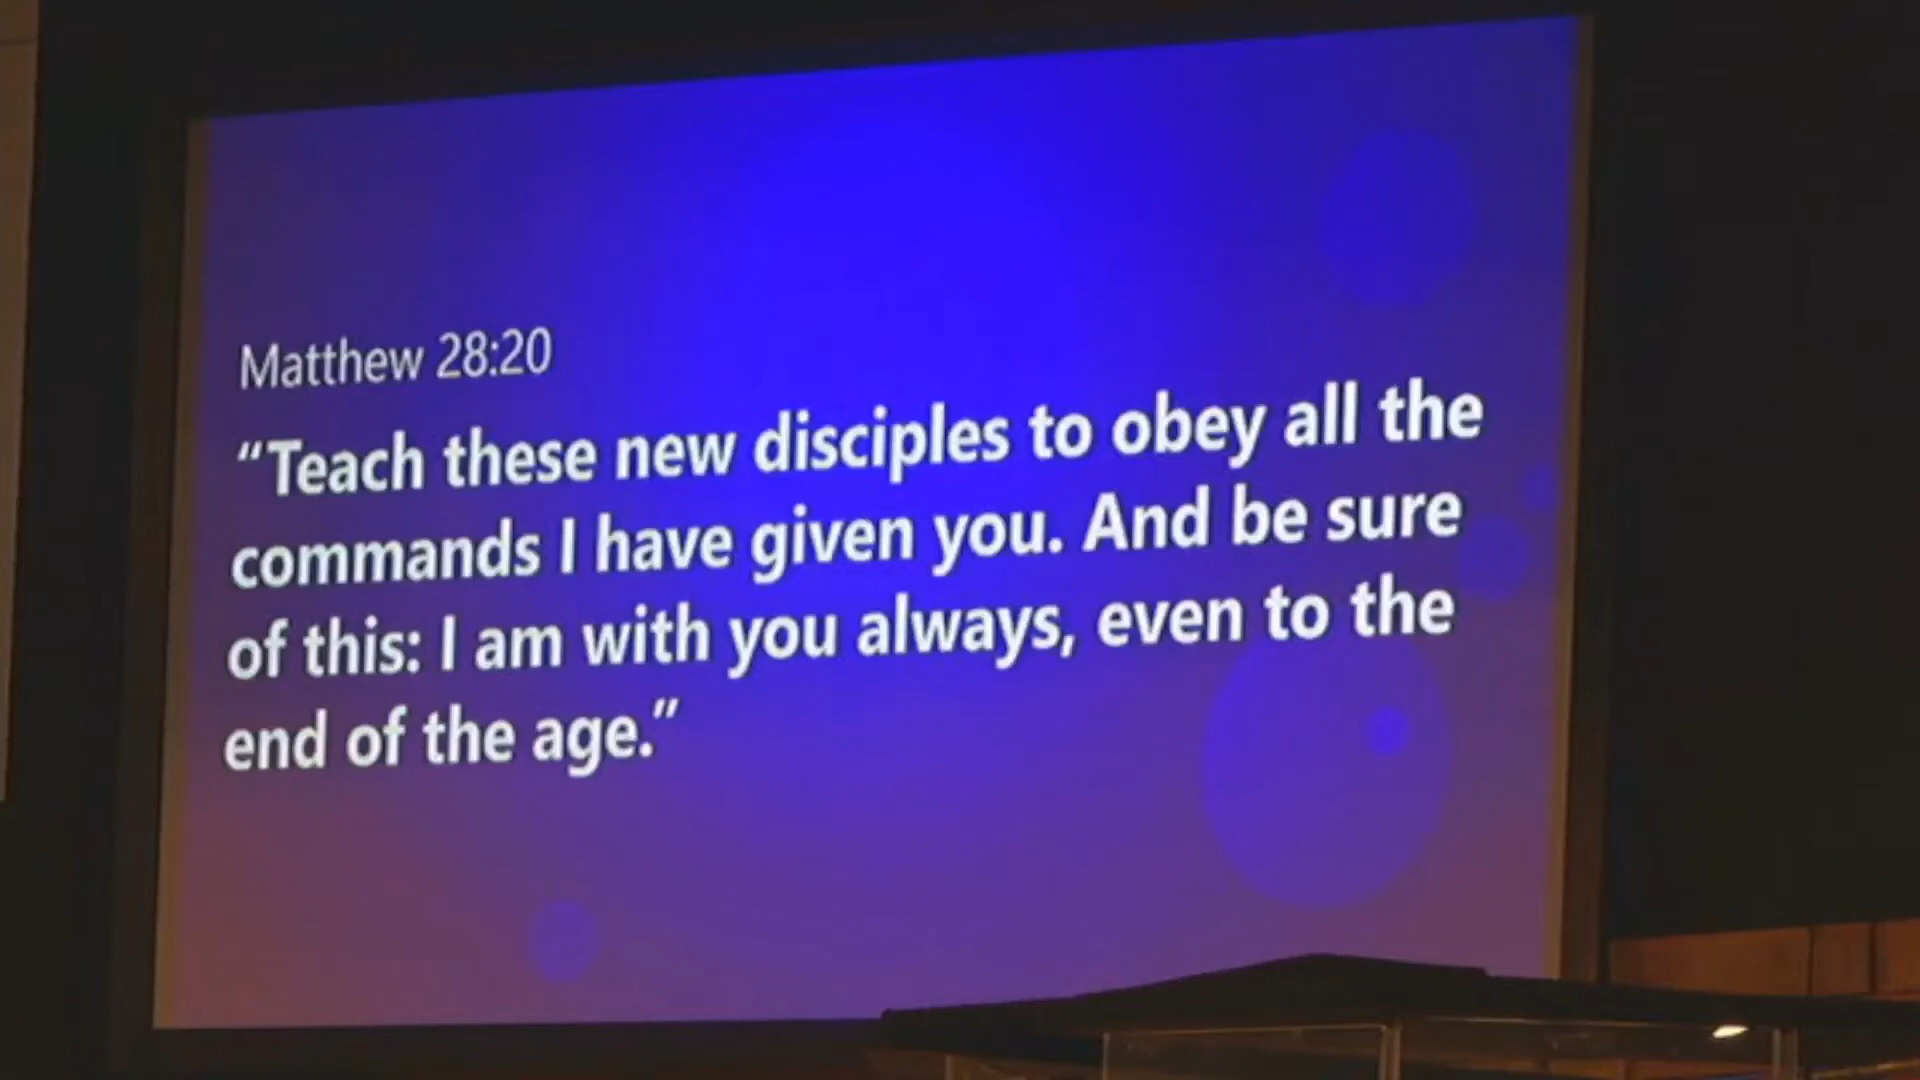 Matthew 28:20
“Teach these new disciples to obey all the
commands I have given you. And be sure
of this: I am with you always, even to the
end of the age.”